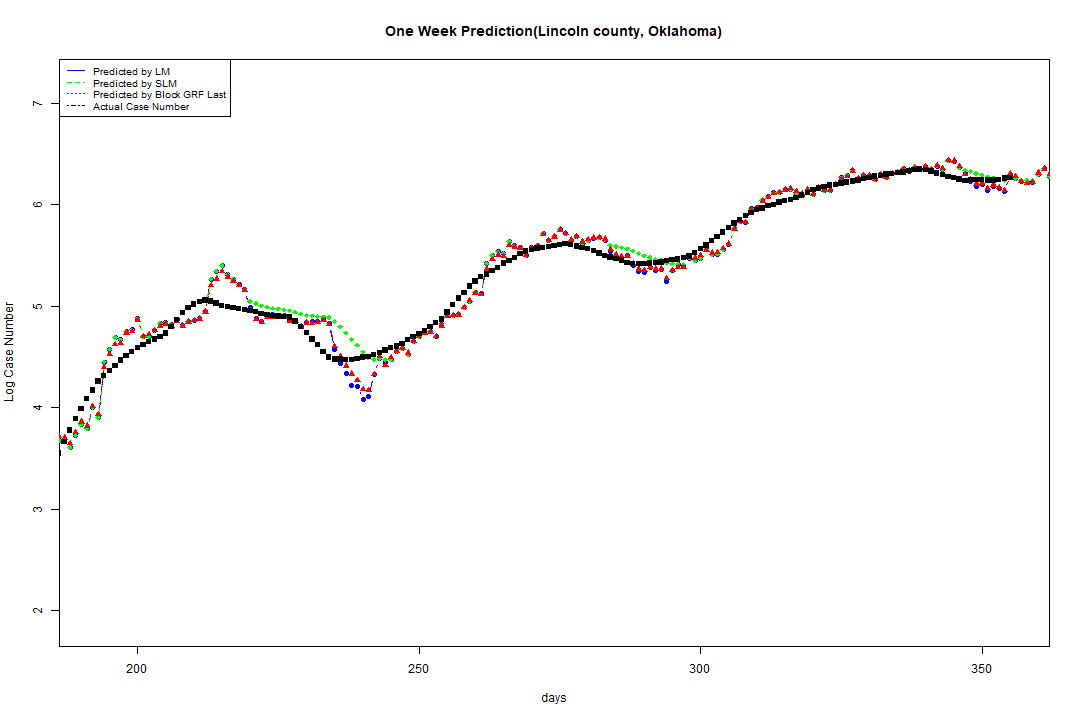 One Week Prediction(Lincoln county, Oklahoma)
Predicted by LM
Predicted by SLM
Predicted by Block GRF Last
Actual Case Number
7
6
5
4
3
2
Log Case Number
200 250 300 350
days